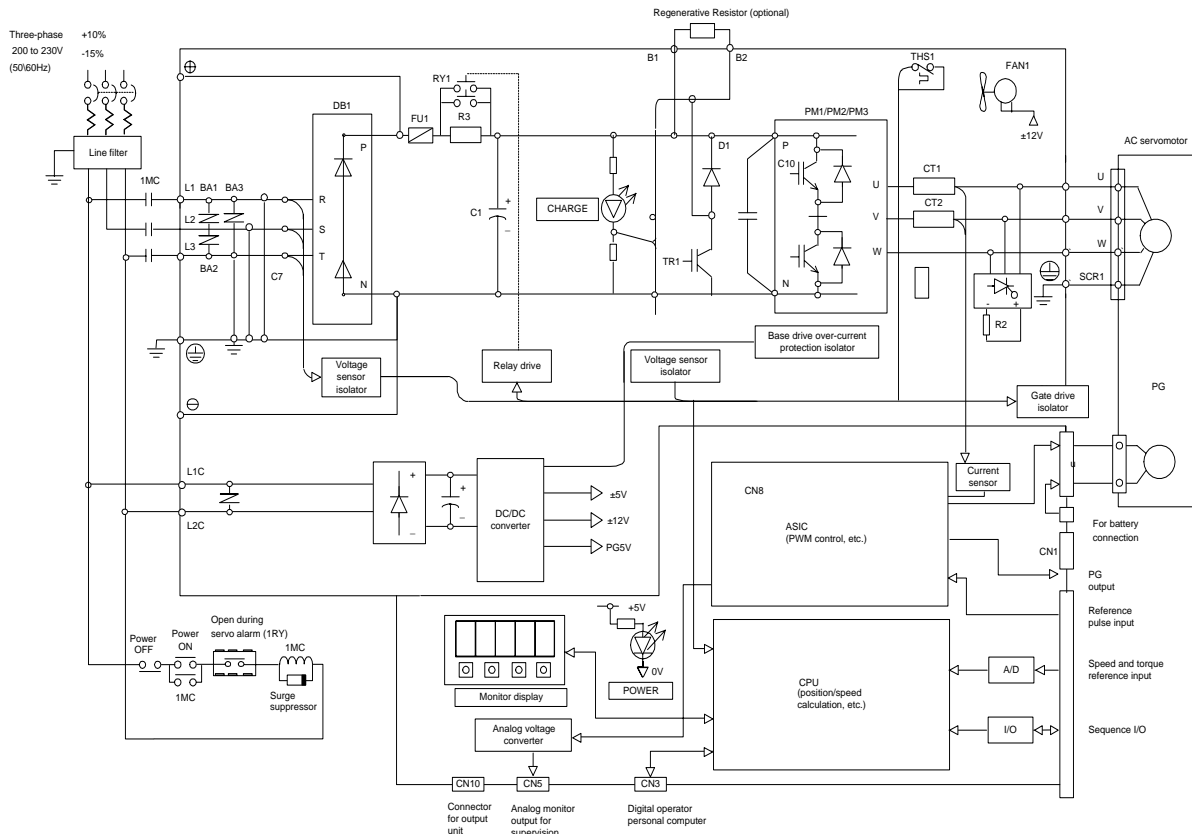 Regenerative Resistor (optional)
Three-phase +10%
200 to 230V -15%
(50\60Hz)
B1 B2
THS1
FAN1
±12V
RY1
DB1
FU1
R3
PM1/PM2/PM3
AC servomotor
Line filter
P
D1
P
C10
CT1
U
U
1MC
L1 BA1 BA3
R
C1
+
–
CHARGE
V
CT2
V
L2
S
W
W
L3
BA2
T
C7
TR1
N
N
SCR1
- +
R2
Base drive over-current
protection isolator
Voltage
sensor
isolator
Relay drive
Voltage sensor
isolator
Gate drive
isolator
PG
L1C
L2C
+
–
+
–
DC/DC
converter
±5V
±12V
PG5V
CN8
ASIC
(PWM control, etc.)
Current
sensor
u
For battery
connection
CN1
PG
output
Reference
pulse input
+5V
0V
POWER
Open during
servo alarm (1RY)
Power
OFF
Power
ON
1MC
1MC
Surge
suppressor
Monitor display
CPU
(position/speed
calculation, etc.)
A/D
Speed and torque
reference input
I/O
Sequence I/O
Analog voltage
converter
CN10
CN5
CN3
Connector
for output
unit
Analog monitor
output for
supervision
Digital operator
personal computer